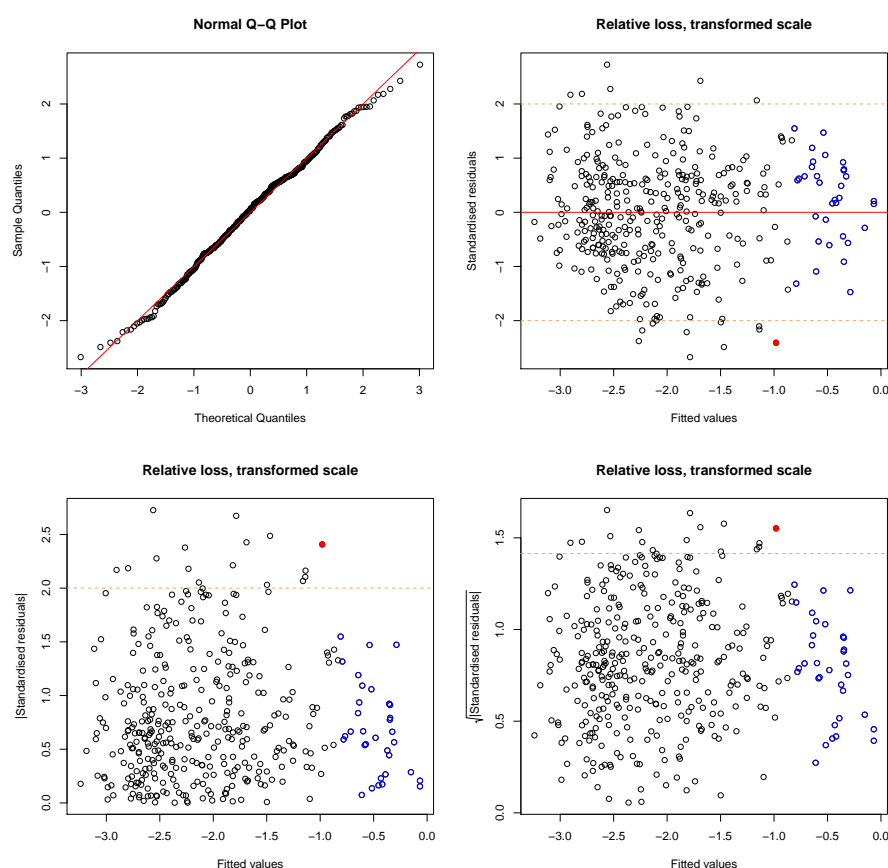 Normal Q−Q Plot
Sample Quantiles
2
1
0
−1
−2
−3 −2 −1 0 1 2 3
Theoretical Quantiles
Relative loss, transformed scale
Standardised residuals
2
1
0
−1
−2
−3.0 −2.5 −2.0 −1.5 −1.0 −0.5 0.0
Fitted values
Relative loss, transformed scale
|Standardised residuals|
2.5
2.0
1.5
1.0
0.5
0.0
−3.0 −2.5 −2.0 −1.5 −1.0 −0.5 0.0
Fitted values
Relative loss, transformed scale
√|Standardised residuals|
1.5
1.0
0.5
0.0
−3.0 −2.5 −2.0 −1.5 −1.0 −0.5 0.0
Fitted values